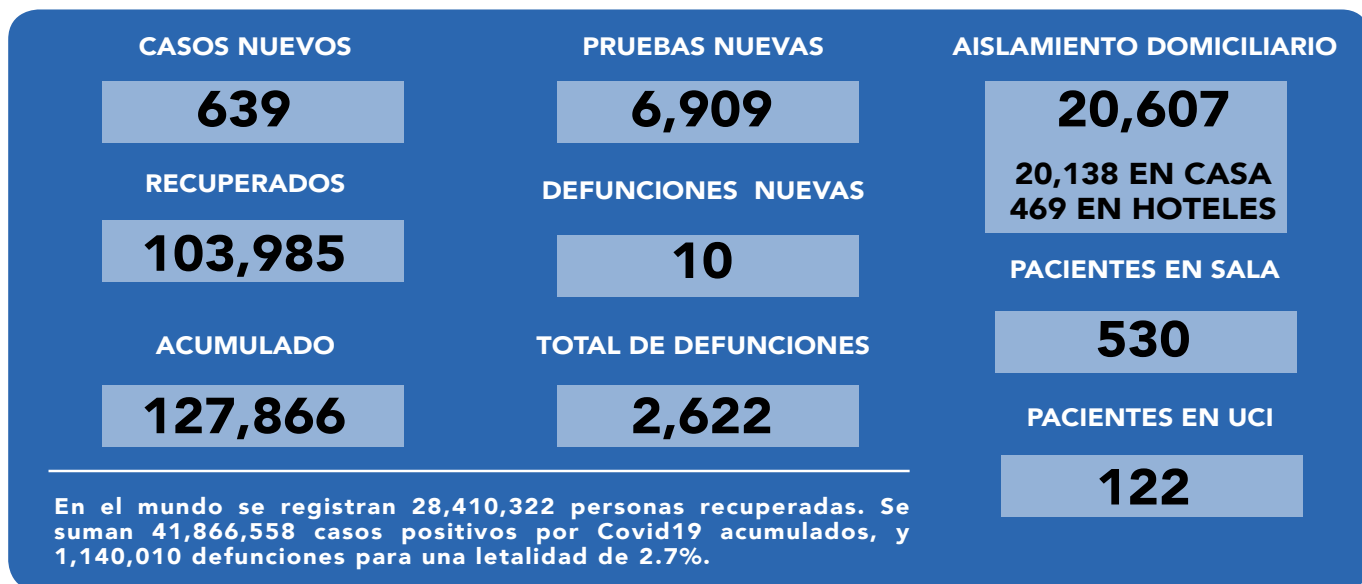 CASOS NUEVOS
639
RECUPERADOS
103,985
ACUMULADO
127,866
PRUEBAS NUEVAS
6,909
DEFUNCIONES NUEVAS
10
TOTAL DE DEFUNCIONES
2,622
AISLAMIENTO DOMICILIARIO
20,607
20,138 EN CASA
469 EN HOTELES
PACIENTES EN SALA
530
PACIENTES EN UCI
122
En el mundo se registran 28,410,322 personas recuperadas. Se
suman 41,866,558 casos positivos por Covid19 acumulados, y
1,140,010 defunciones para una letalidad de 2.7%.